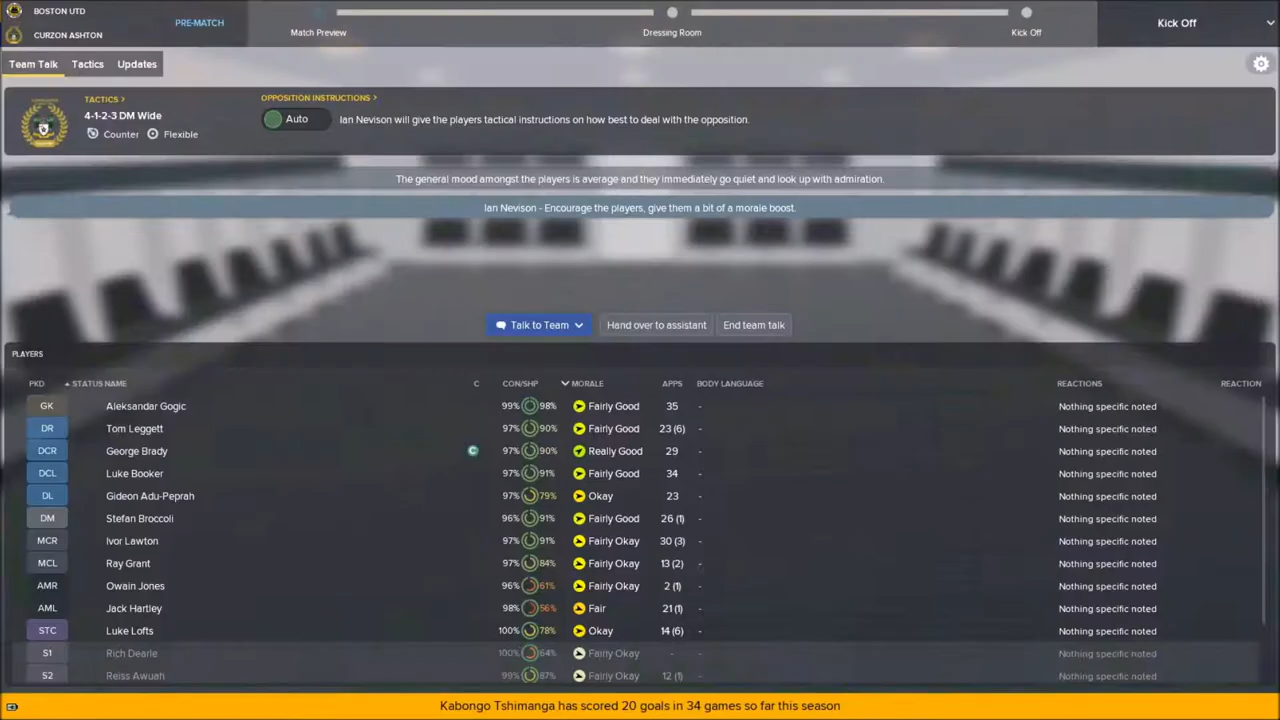 BOSTON UTD
CURZON ASHTON
PRE-MATCH
Match Preview
Dressing Room
Kick Off
Kick Off
Team Talk Tactics Updates
TACTICS >
4-1-2-3 DM Wide
Counter Flexible
OPPOSITION INSTRUCTIONS >
Auto Ian Nevison will give the players tactical instructions on how best to deal with the opposition.
The general mood amongst the players is average and they immediately go quiet and look up with admiration.
Ian Nevison - Encourage the players, give them a bit of a morale boost.
Talk to Team Hand over to assistant End team talk
PLAYERS
PKD STATUS NAME C CON/SHP MORALE APPS BODY LANGUAGE REACTIONS REACTION
GK Aleksandar Gogic 99% 98% Fairly Good 35 - Nothing specific noted
DR Tom Leggett 97% 90% Fairly Good 23 (6) - Nothing specific noted
DCR George Brady C 97% 90% Really Good 29 - Nothing specific noted
DCL Luke Booker 97% 91% Fairly Good 34 - Nothing specific noted
DL Gideon Adu-Peprah 97% 79% Okay 23 - Nothing specific noted
DM Stefan Broccoli 96% 91% Fairly Good 26 (1) - Nothing specific noted
MCR Ivor Lawton 97% 91% Fairly Okay 30 (3) - Nothing specific noted
MCL Ray Grant 97% 84% Fairly Okay 13 (2) - Nothing specific noted
AMR Owain Jones 96% 61% Fairly Okay 2 (1) - Nothing specific noted
AML Jack Hartley 98% 56% Fair 21 (1) - Nothing specific noted
STC Luke Lofts 100% 78% Okay 14 (6) - Nothing specific noted
S1 Rich Dearle 100% 64% Fairly Okay - - Nothing specific noted
S2 Reiss Awuah 99% 87% Fairly Okay 12 (1) - Nothing specific noted
Kabongo Tshimanga has scored 20 goals in 34 games so far this season